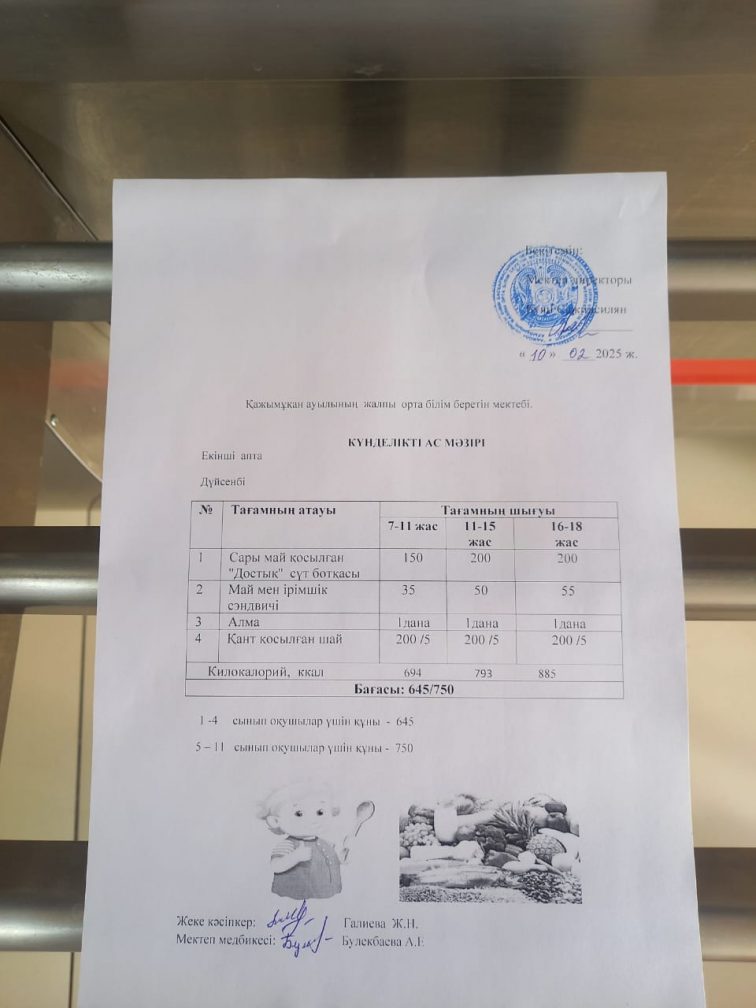 Бекітемін:
Мектеп директоры
« 10 » 02 2025 ж.
Қажымұқан ауылының жалпы орта білім беретін мектебі.
КҮНДЕЛІКТІ АС МӘЗІРІ
Екінші апта
Дүйсенбі
№ Тағамның атауы Тағамның шығуы
7-11 жас 11-15 жас 16-18 жас
1 Сары май қосылған "Достық" сүт ботқасы 150 200 200
2 Май мен ірімшік сэндвичі 35 50 55
3 Алма 1дана 1дана 1дана
4 Қант қосылған шай 200 /5 200 /5 200 /5
Килокалорий, ккал 694 793 885
Бағасы: 645/750
1 -4 сынып оқушылар үшін құны - 645
5 – 11 сынып оқушылар үшін құны - 750
Жеке кәсіпкер: Галиева Ж.Н.
Мектеп медбикесі: Булекбаева А.Г